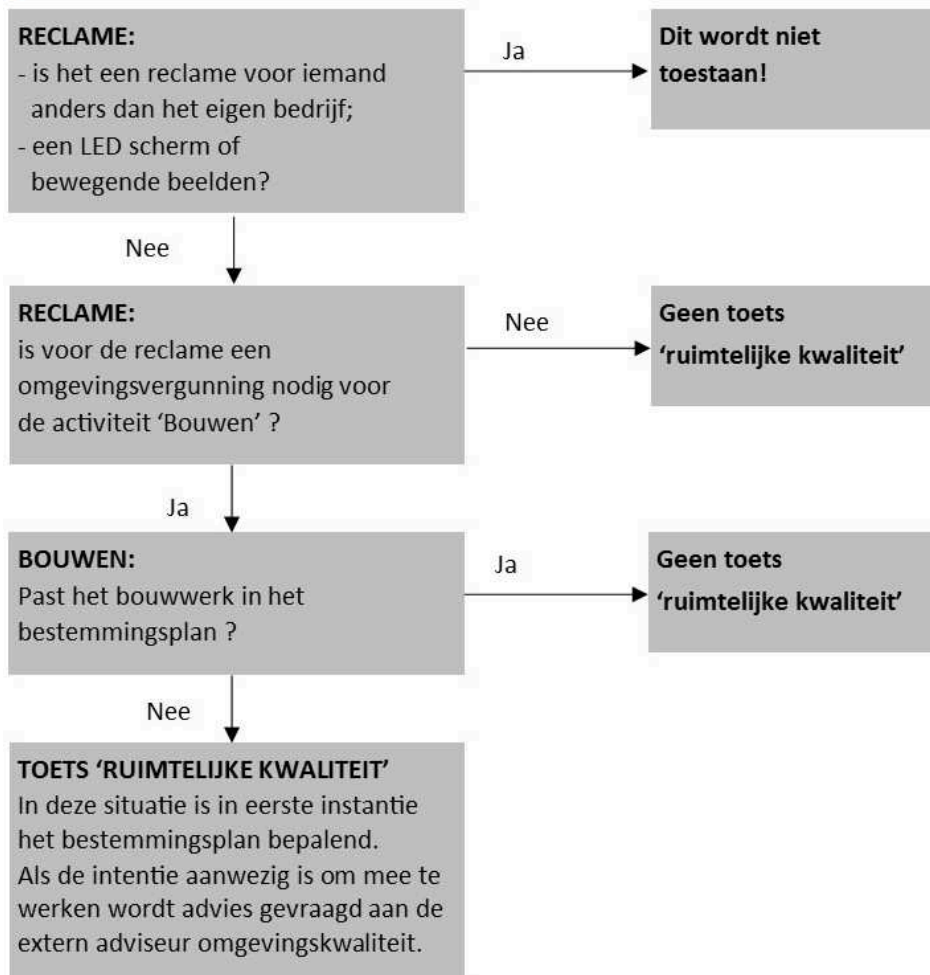 RECLAME:
- is het een reclame voor iemand
anders dan het eigen bedrijf;
- een LED scherm of
bewegende beelden?
Ja
Dit wordt niet
toestaan!
Nee
RECLAME:
is voor de reclame een
omgevingsvergunning nodig voor
de activiteit ‘Bouwen’ ?
Nee
Geen toets
‘ruimtelijke kwaliteit’
Ja
BOUWEN:
Past het bouwwerk in het
bestemmingsplan ?
Ja
Geen toets
‘ruimtelijke kwaliteit’
Nee
TOETS ‘RUIMTELIJKE KWALITEIT’
In deze situatie is in eerste instantie
het bestemmingsplan bepalend.
Als de intentie aanwezig is om mee te
werken wordt advies gevraagd aan de
extern adviseur omgevingskwaliteit.